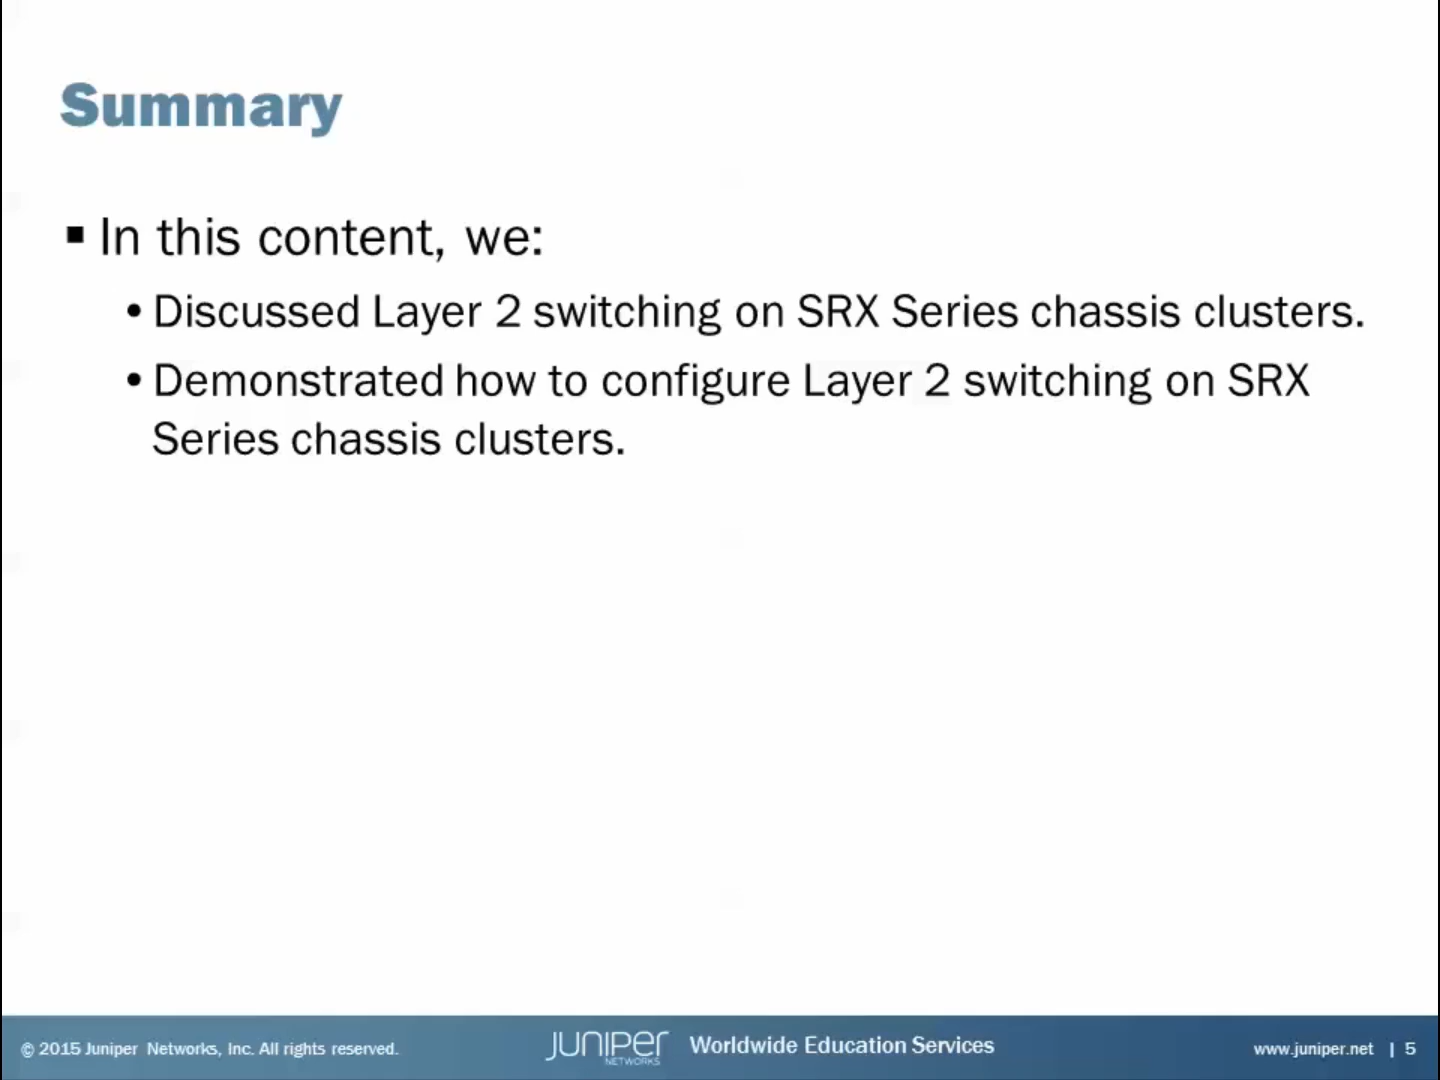 Summary
▪ In this content, we:
• Discussed Layer 2 switching on SRX Series chassis clusters.
• Demonstrated how to configure Layer 2 switching on SRX
Series chassis clusters.
© 2015 Juniper Networks, Inc. All rights reserved.
JUNIPER
NETWORKS
Worldwide Education Services
www.juniper.net | 5